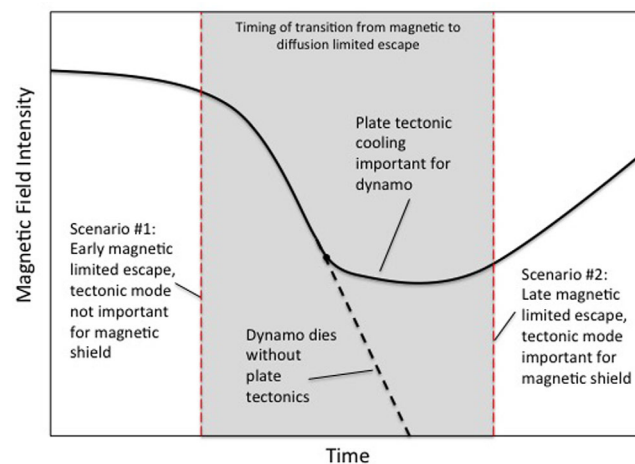 Timing of transition from magnetic to
diffusion limited escape
Plate tectonic
cooling
important for
dynamo
Magnetic Field Intensity
Scenario #1:
Early magnetic
limited escape,
tectonic mode
not important
for magnetic
shield
Scenario #2:
Late magnetic
limited escape,
tectonic mode
important for
magnetic shield
Dynamo dies
without
plate
tectonics
Time